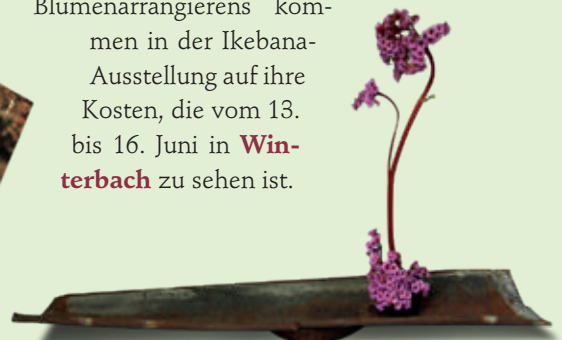 Blumenarrangierens kom-
men in der Ikebana-
Ausstellung auf ihre
Kosten, die vom 13.
bis 16. Juni in Win-
terbach zu sehen ist.